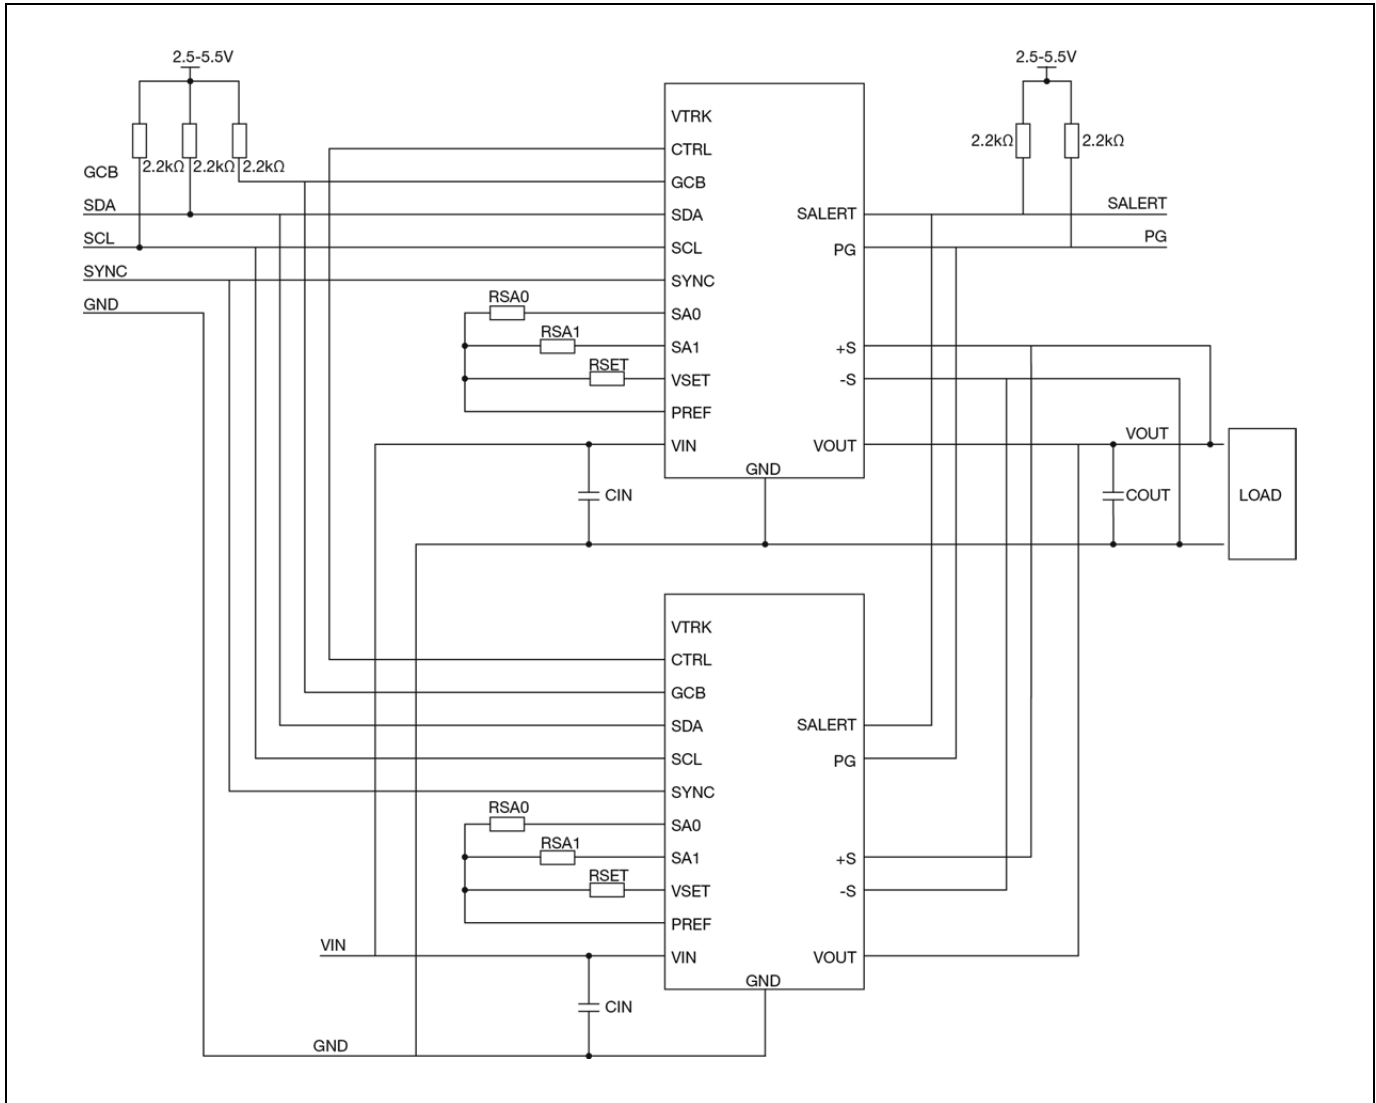 2.5-5.5V
2.5-5.5V
2.2kΩ
2.2kΩ
2.2kΩ
2.2kΩ
2.2kΩ
GCB
SDA
SCL
SYNC
GND
VTRK
CTRL
GCB
SDA
SCL
SYNC
SA0
SA1
VSET
PREF
VIN
GND
SALERT
PG
+S
-S
VOUT
SALERT
PG
RSA0
RSA1
RSET
CIN
VOUT
COUT
LOAD
VTRK
CTRL
GCB
SDA
SCL
SYNC
SA0
SA1
VSET
PREF
VIN
GND
SALERT
PG
+S
-S
VOUT
RSA0
RSA1
RSET
VIN
CIN
GND